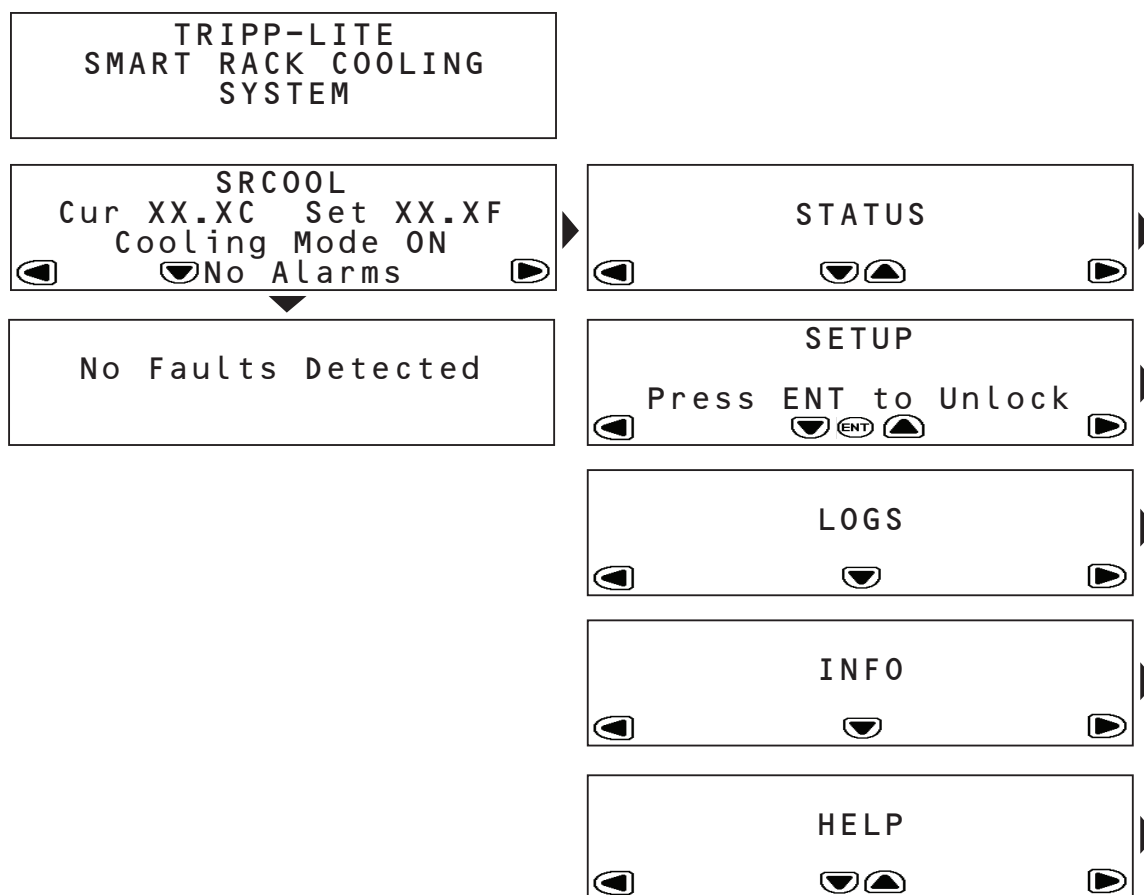 TRIPP-LITE
SMART RACK COOLING
SYSTEM
SRCOOL
Cur XX.XC Set XX.XF
Cooling Mode ON
No Alarms
No Faults Detected
STATUS
SETUP
Press ENT to Unlock
ENT
LOGS
INFO
HELP